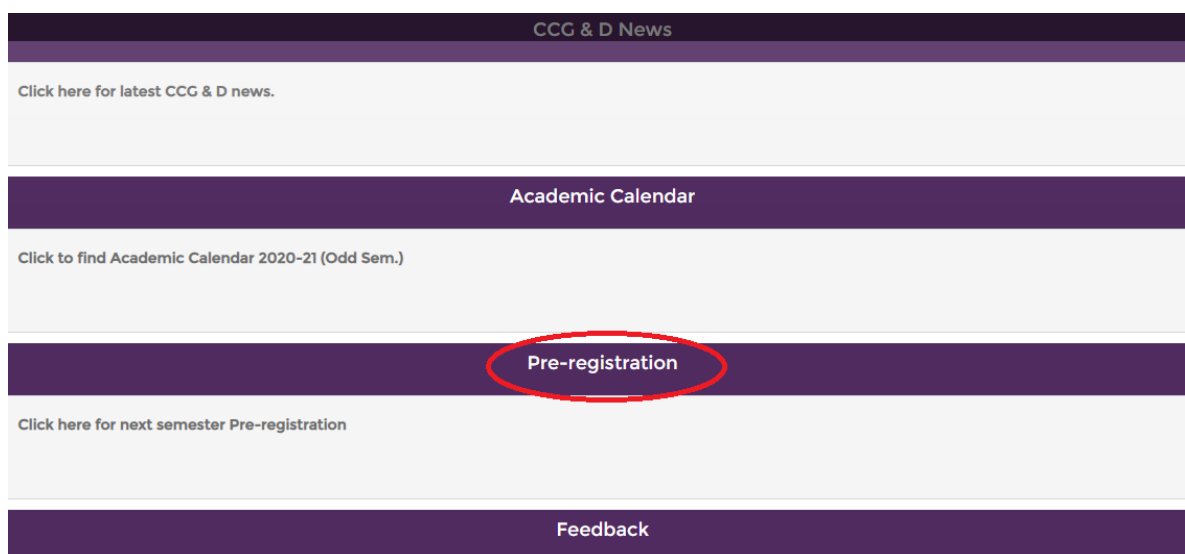 CCG & D News
Click here for latest CCG & D news.
Academic Calendar
Click to find Academic Calendar 2020-21 (Odd Sem.)
Pre-registration
Click here for next semester Pre-registration
Feedback